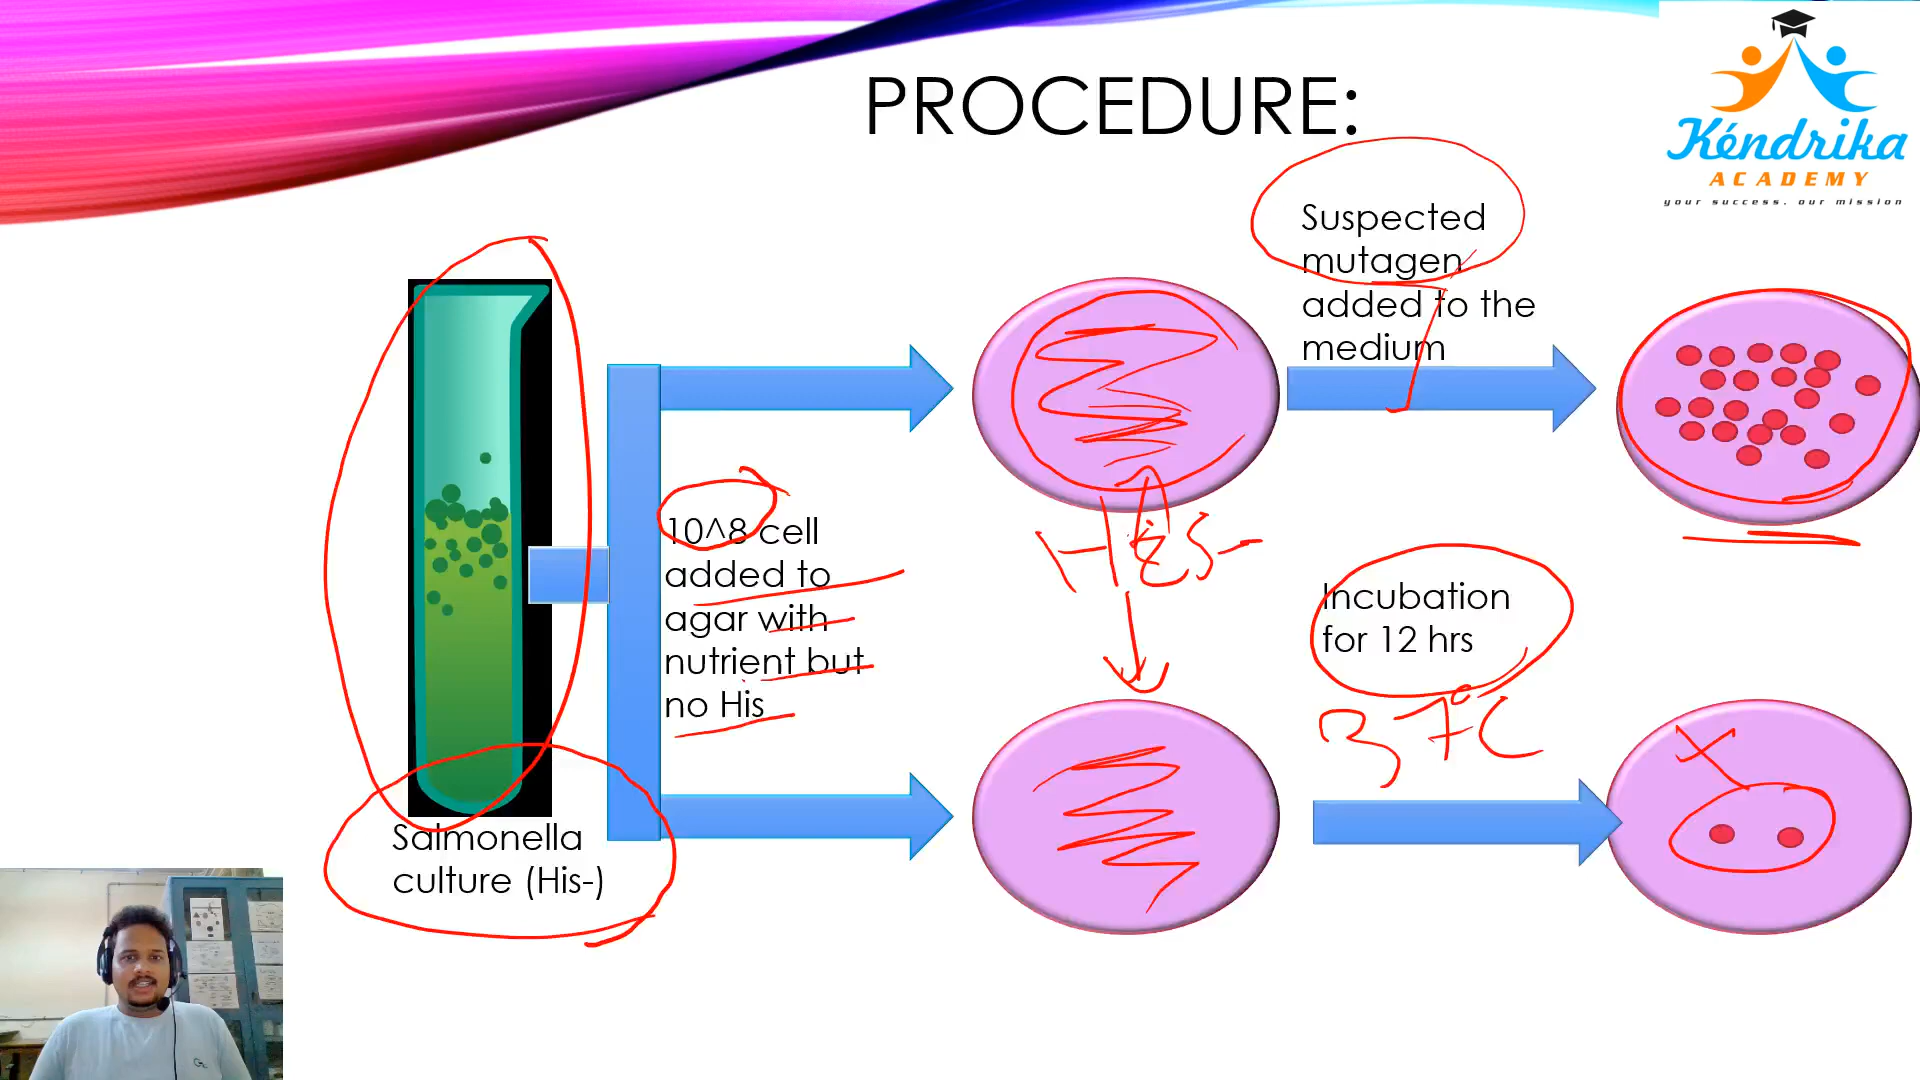 PROCEDURE:
Kéndrika
ACADEMY
your success. our mission
Suspected
mutagen
added to the
medium
10^8 cell
added to
agar with
nutrient but
no His
His-
Incubation
for 12 hrs
37°C
Salmonella
culture (His-)